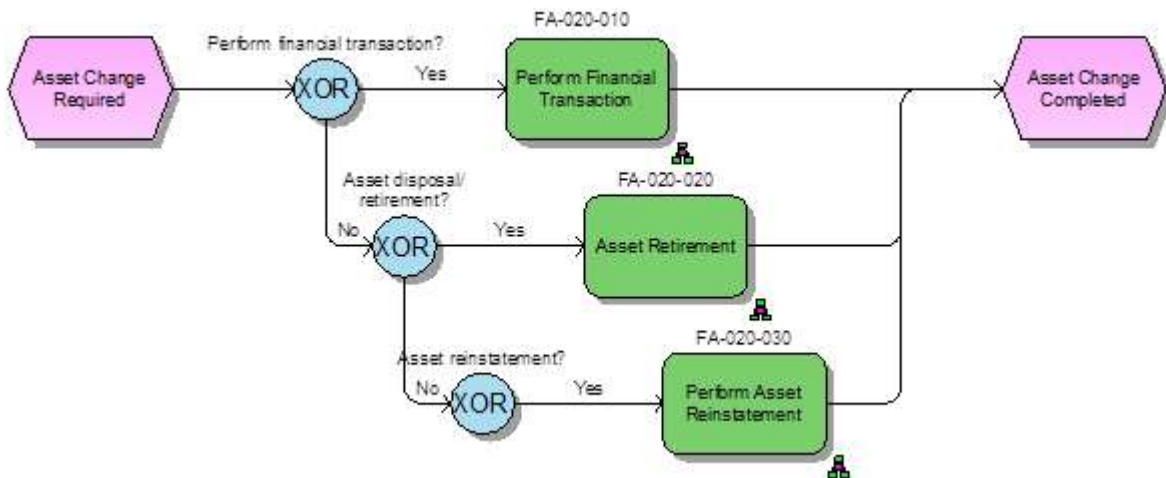 FA-020-010
Perform financial transaction?
Asset Change
Required
XOR
Yes
Perform Financial
Transaction
Asset Change
Completed
Asset disposal/
retirement?
FA-020-020
No
XOR
Yes
Asset Retirement
FA-020-030
Asset reinstatement?
No
XOR
Yes
Perform Asset
Reinstatement